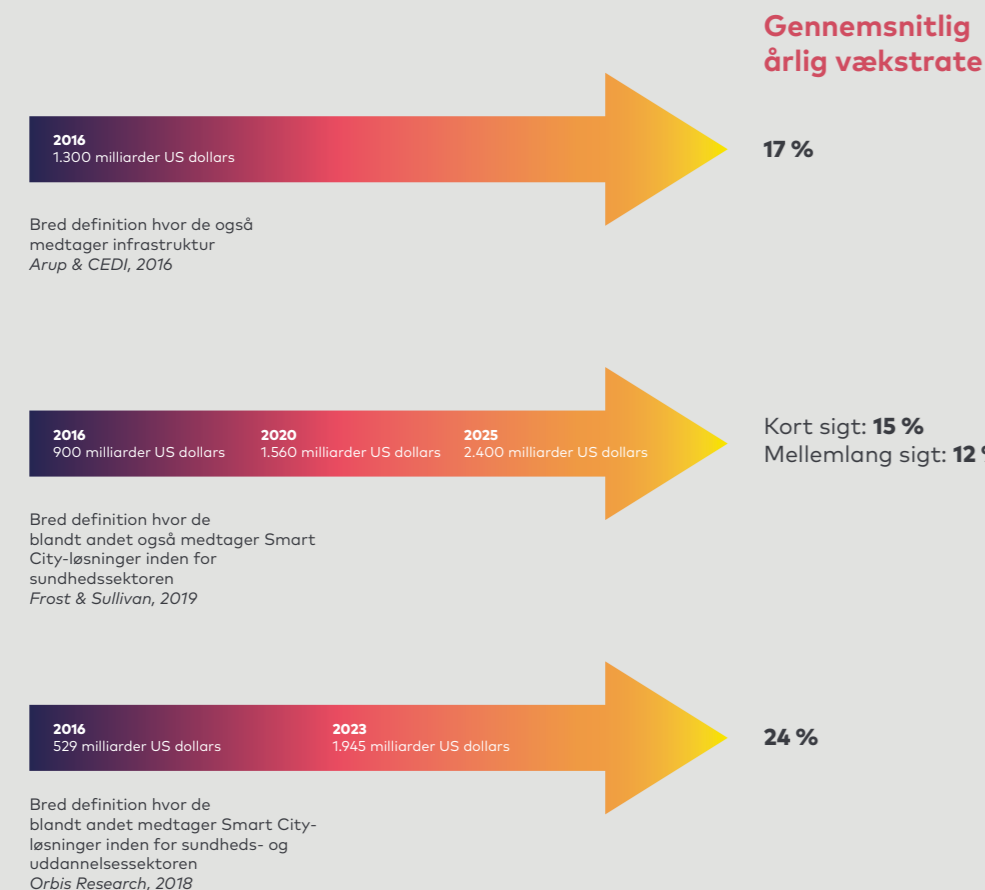 Gennemsnitlig
årlig vækstrate
2016
1.300 milliarder US dollars
17 %
Bred definition hvor de også
medtager infrastruktur
Arup & CEDI, 2016
2016
900 milliarder US dollars
2020
1.560 milliarder US dollars
2025
2.400 milliarder US dollars
Kort sigt: 15 %
Mellemlang sigt: 12 %
Bred definition hvor de
blandt andet også medtager Smart
City-løsninger inden for
sundhedssektoren
Frost & Sullivan, 2019
2016
529 milliarder US dollars
2023
1.945 milliarder US dollars
24 %
Bred definition hvor de
blandt andet medtager Smart City-
løsninger inden for sundheds- og
uddannelsessektoren
Orbis Research, 2018